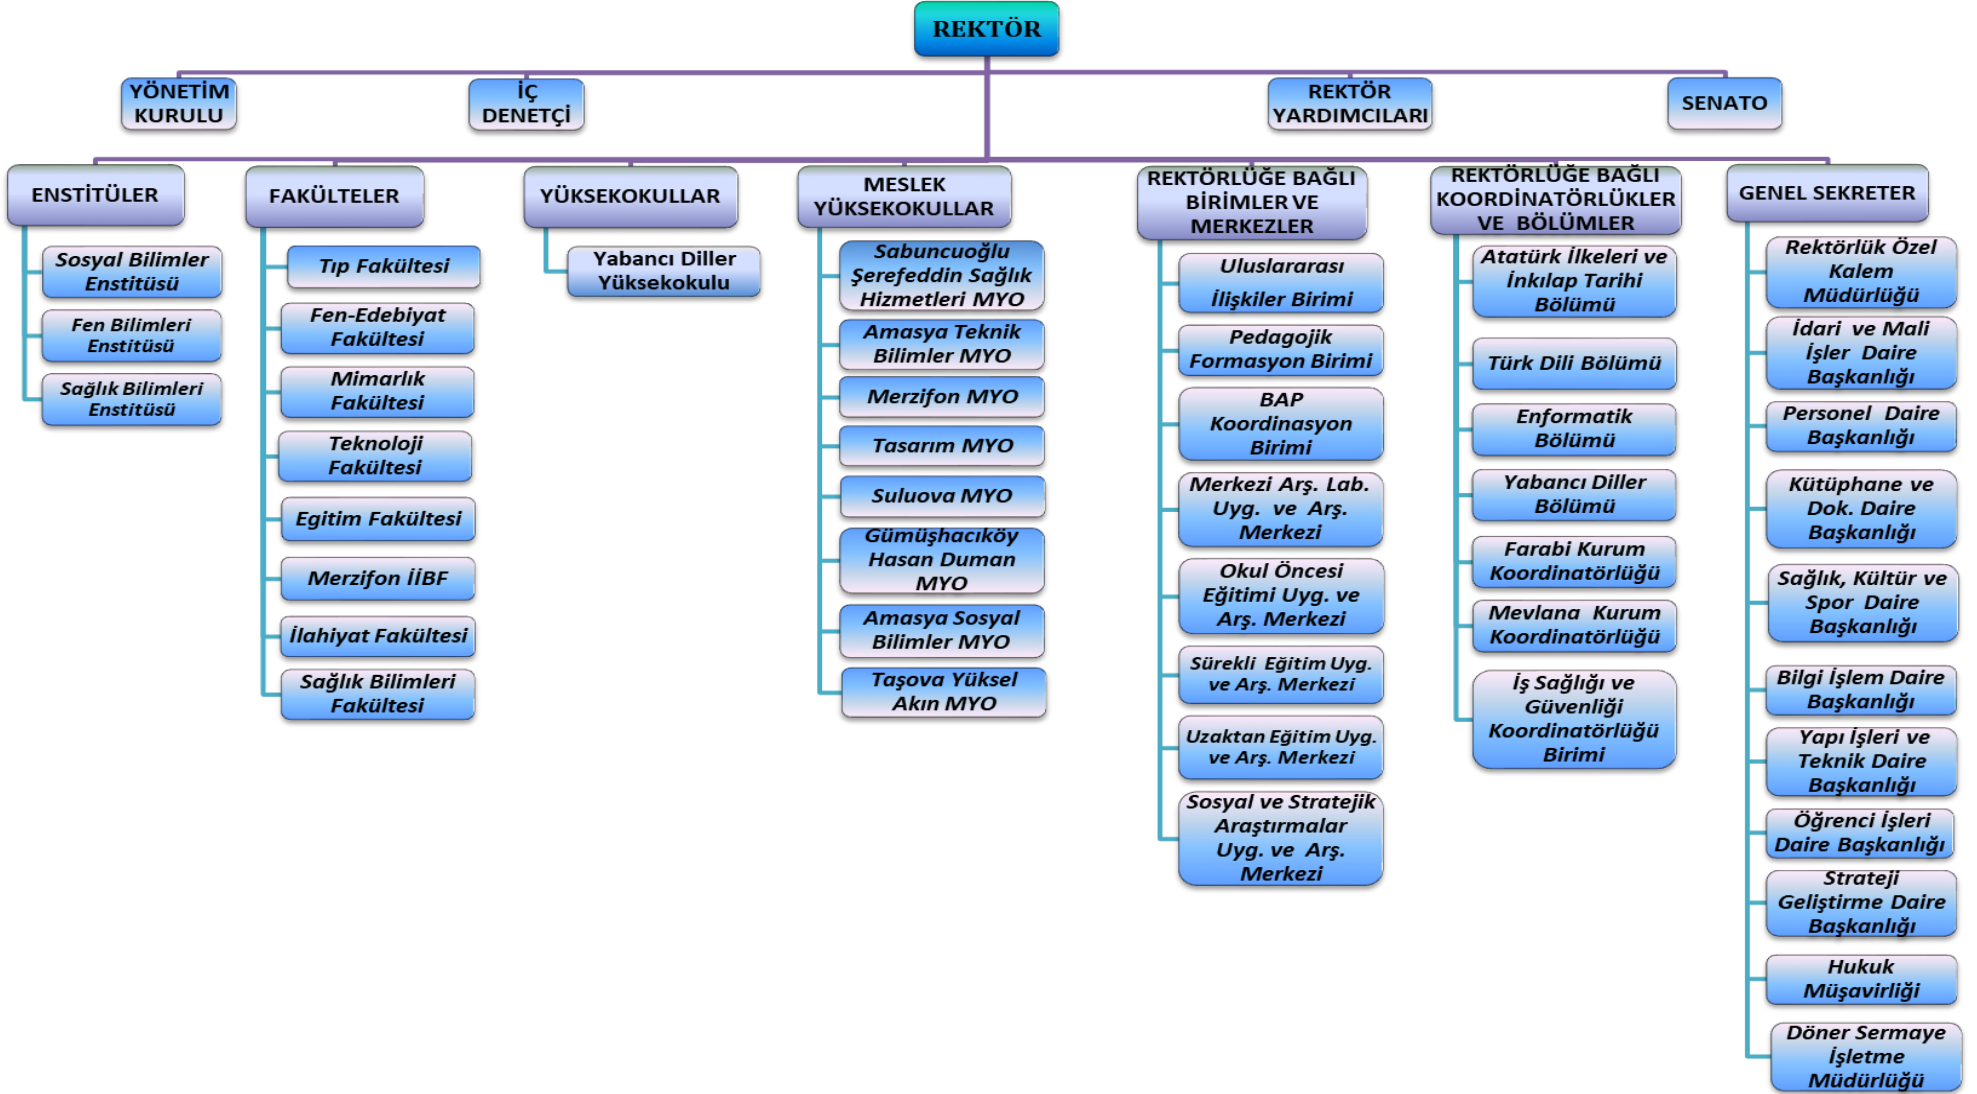 REKTÖR
YÖNETİM
KURULU
İÇ
DENETÇİ
REKTÖR
YARDIMCILARI
SENATO
ENSTİTÜLER
Sosyal Bilimler
Enstitüsü
Fen Bilimleri
Enstitüsü
Sağlık Bilimleri
Enstitüsü
FAKÜLTELER
Tıp Fakültesi
Fen-Edebiyat
Fakültesi
Mimarlık
Fakültesi
Teknoloji
Fakültesi
Egitim Fakültesi
Merzifon İİBF
İlahiyat Fakültesi
Sağlık Bilimleri
Fakültesi
YÜKSEKOKULLAR
Yabancı Diller
Yüksekokulu
MESLEK
YÜKSEKOKULLAR
Sabuncuoğlu
Şerefeddin Sağlık
Hizmetleri MYO
Amasya Teknik
Bilimler MYO
Merzifon MYO
Tasarım MYO
Suluova MYO
Gümüşhacıköy
Hasan Duman
MYO
Amasya Sosyal
Bilimler MYO
Taşova Yüksel
Akın MYO
REKTÖRLÜĞE BAĞLI
BİRİMLER VE
MERKEZLER
Uluslararası
İlişkiler Birimi
Pedagojik
Formasyon Birimi
BAP
Koordinasyon
Birimi
Merkezi Arş. Lab.
Uyg. ve Arş.
Merkezi
Okul Öncesi
Eğitimi Uyg. ve
Arş. Merkezi
Sürekli Eğitim Uyg.
ve Arş. Merkezi
Uzaktan Eğitim Uyg.
ve Arş. Merkezi
Sosyal ve Stratejik
Araştırmalar
Uyg. ve Arş.
Merkezi
REKTÖRLÜĞE BAĞLI
KOORDİNATÖRLÜKLER
VE BÖLÜMLER
Atatürk İlkeleri ve
İnkılap Tarihi
Bölümü
Türk Dili Bölümü
Enformatik
Bölümü
Yabancı Diller
Bölümü
Farabi Kurum
Koordinatörlüğü
Mevlana Kurum
Koordinatörlüğü
İş Sağlığı ve
Güvenliği
Koordinatörlüğü
Birimi
GENEL SEKRETER
Rektörlük Özel
Kalem
Müdürlüğü
İdari ve Mali
İşler Daire
Başkanlığı
Personel Daire
Başkanlığı
Kütüphane ve
Dok. Daire
Başkanlığı
Sağlık, Kültür ve
Spor Daire
Başkanlığı
Bilgi İşlem Daire
Başkanlığı
Yapı İşleri ve
Teknik Daire
Başkanlığı
Öğrenci İşleri
Daire Başkanlığı
Strateji
Geliştirme Daire
Başkanlığı
Hukuk
Müşavirliği
Döner Sermaye
İşletme
Müdürlüğü